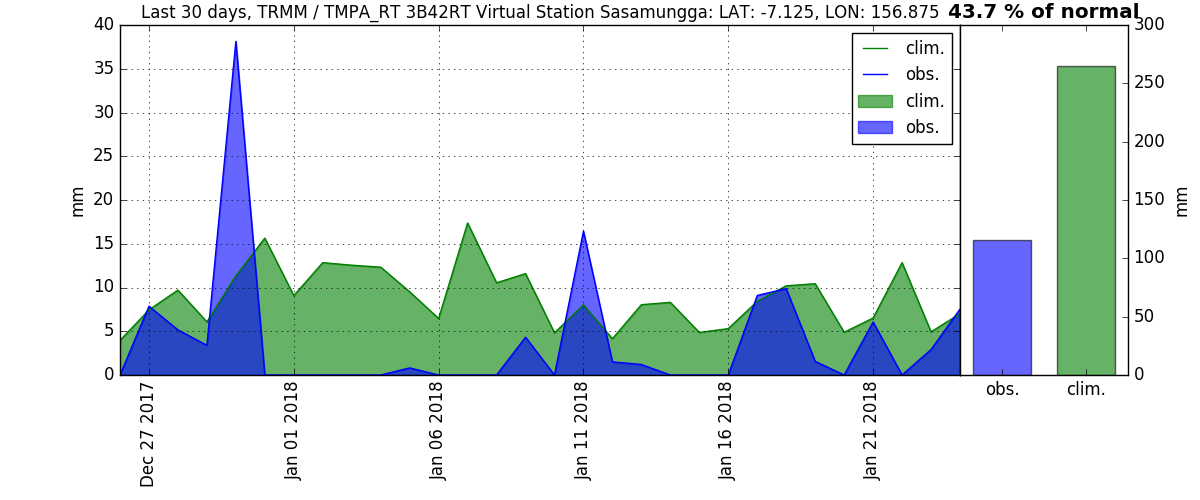 Last 30 days, TRMM / TMPA_RT 3B42RT Virtual Station Sasamungga: LAT: -7.125, LON: 156.875 43.7 % of normal
mm
40
35
30
25
20
15
10
5
0
clim.
obs.
clim.
obs.
Dec 27 2017
Jan 01 2018
Jan 06 2018
Jan 11 2018
Jan 16 2018
Jan 21 2018
obs. clim.
300
250
200
150
100
50
0
mm